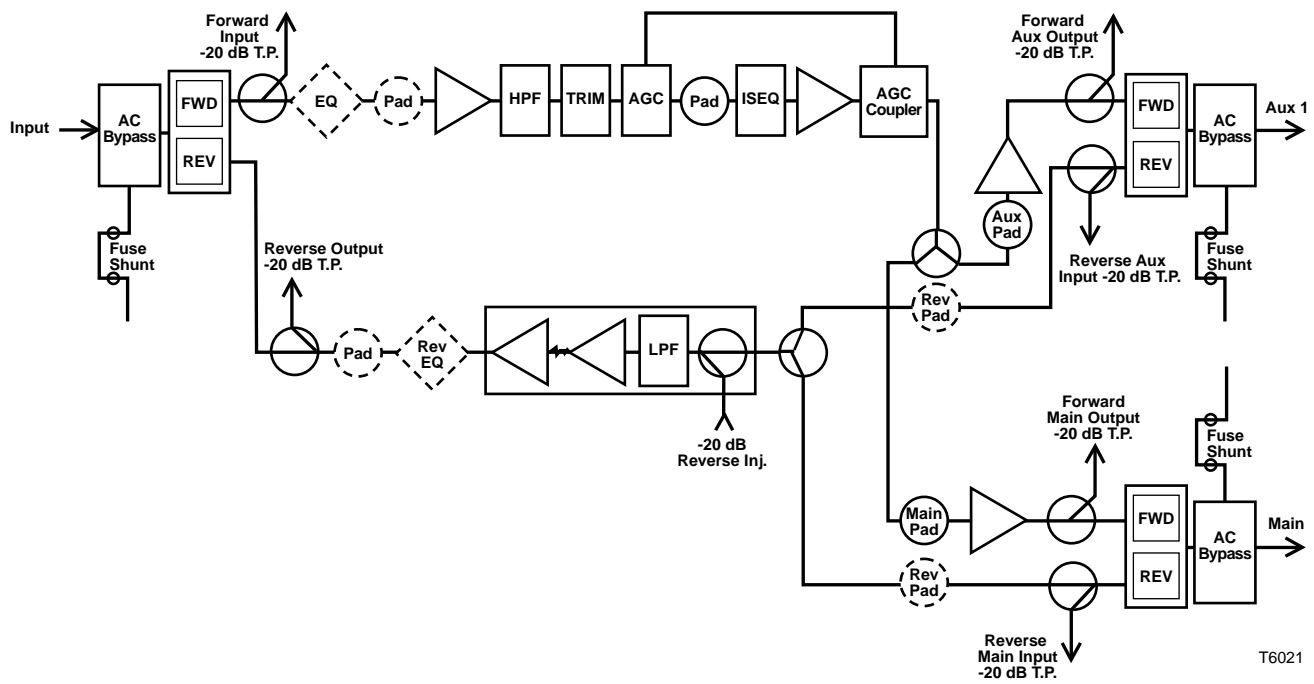 Forward
Input
-20 dB T.P.
Forward
Aux Output
-20 dB T.P.
Input
AC
Bypass
FWD
REV
EQ
Pad
HPF
TRIM
AGC
Pad
ISEQ
AGC
Coupler
FWD
REV
AC
Bypass
Aux 1
Fuse
Shunt
Reverse Output
-20 dB T.P.
Aux
Pad
Reverse Aux
Input -20 dB T.P.
Fuse
Shunt
Pad
Rev
EQ
LPF
Rev
Pad
-20 dB
Reverse Inj.
Forward
Main Output
-20 dB T.P.
Fuse
Shunt
Main
Pad
FWD
REV
AC
Bypass
Main
Rev
Pad
Reverse
Main Input
-20 dB T.P.
T6021